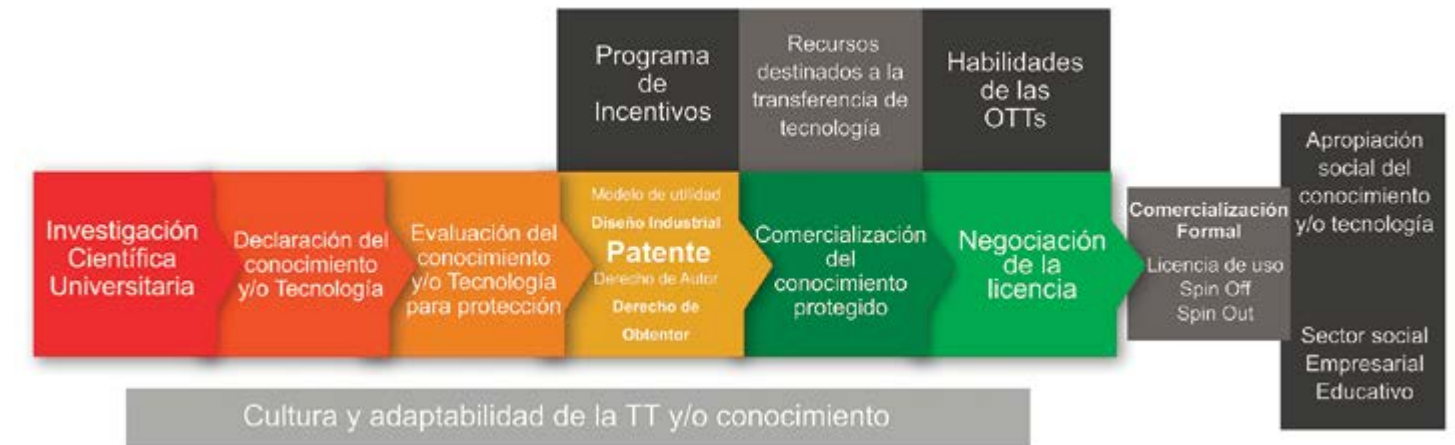 Programa
de
Incentivos
Recursos
destinados a la
transferencia de
tecnología
Habilidades
de las
OTTs
Investigación
Científica
Universitaria
Declaración del
conocimiento
y/o Tecnología
Evaluación del
conocimiento
y/o Tecnología
para protección
Modelo de utilidad
Diseño Industrial
Patente
Derecho de Autor
Derecho de
Obtentor
Comercialización
del
conocimiento
protegido
Negociación
de la
licencia
Comercialización
Formal
Licencia de uso
Spin Off
Spin Out
Apropiación
social del
conocimiento
y/o tecnología
Sector social
Empresarial
Educativo
Cultura y adaptabilidad de la TT y/o conocimiento